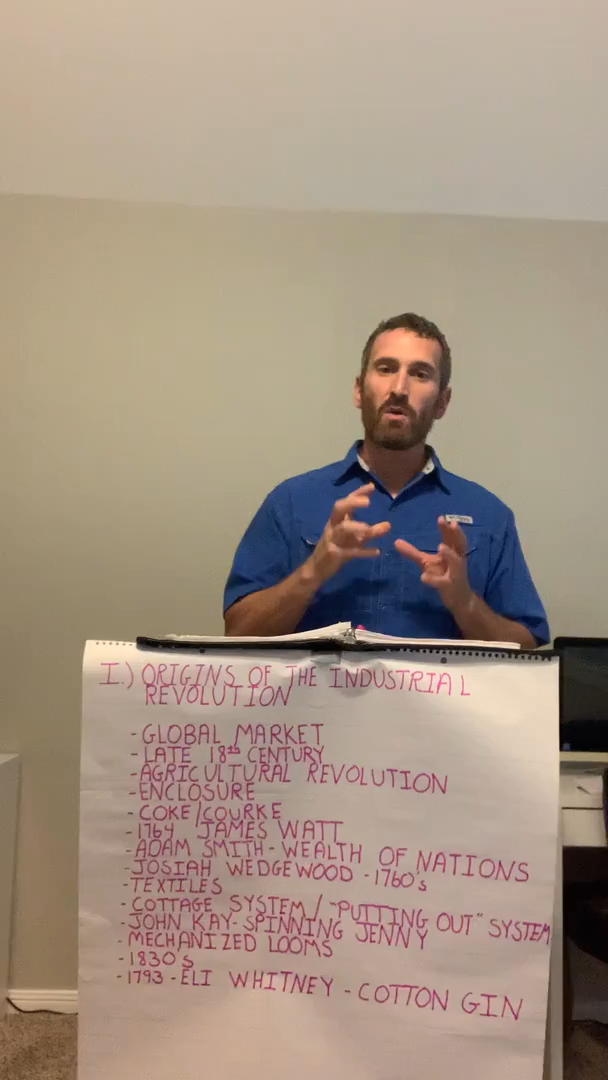 I.) ORIGINS OF THE INDUSTRIAL
REVOLUTION
- GLOBAL MARKET
- LATE 18th CENTURY
- AGRICULTURAL REVOLUTION
- ENCLOSURE
- COKE/COURKE
- 1764 JAMES WATT
- ADAM SMITH - WEALTH OF NATIONS
- JOSIAH WEDGEWOOD - 1760's
- TEXTILES
- COTTAGE SYSTEM / "PUTTING OUT" SYSTEM
- JOHN KAY - SPINNING JENNY
- MECHANIZED LOOMS
- 1830's
- 1793 - ELI WHITNEY - COTTON GIN